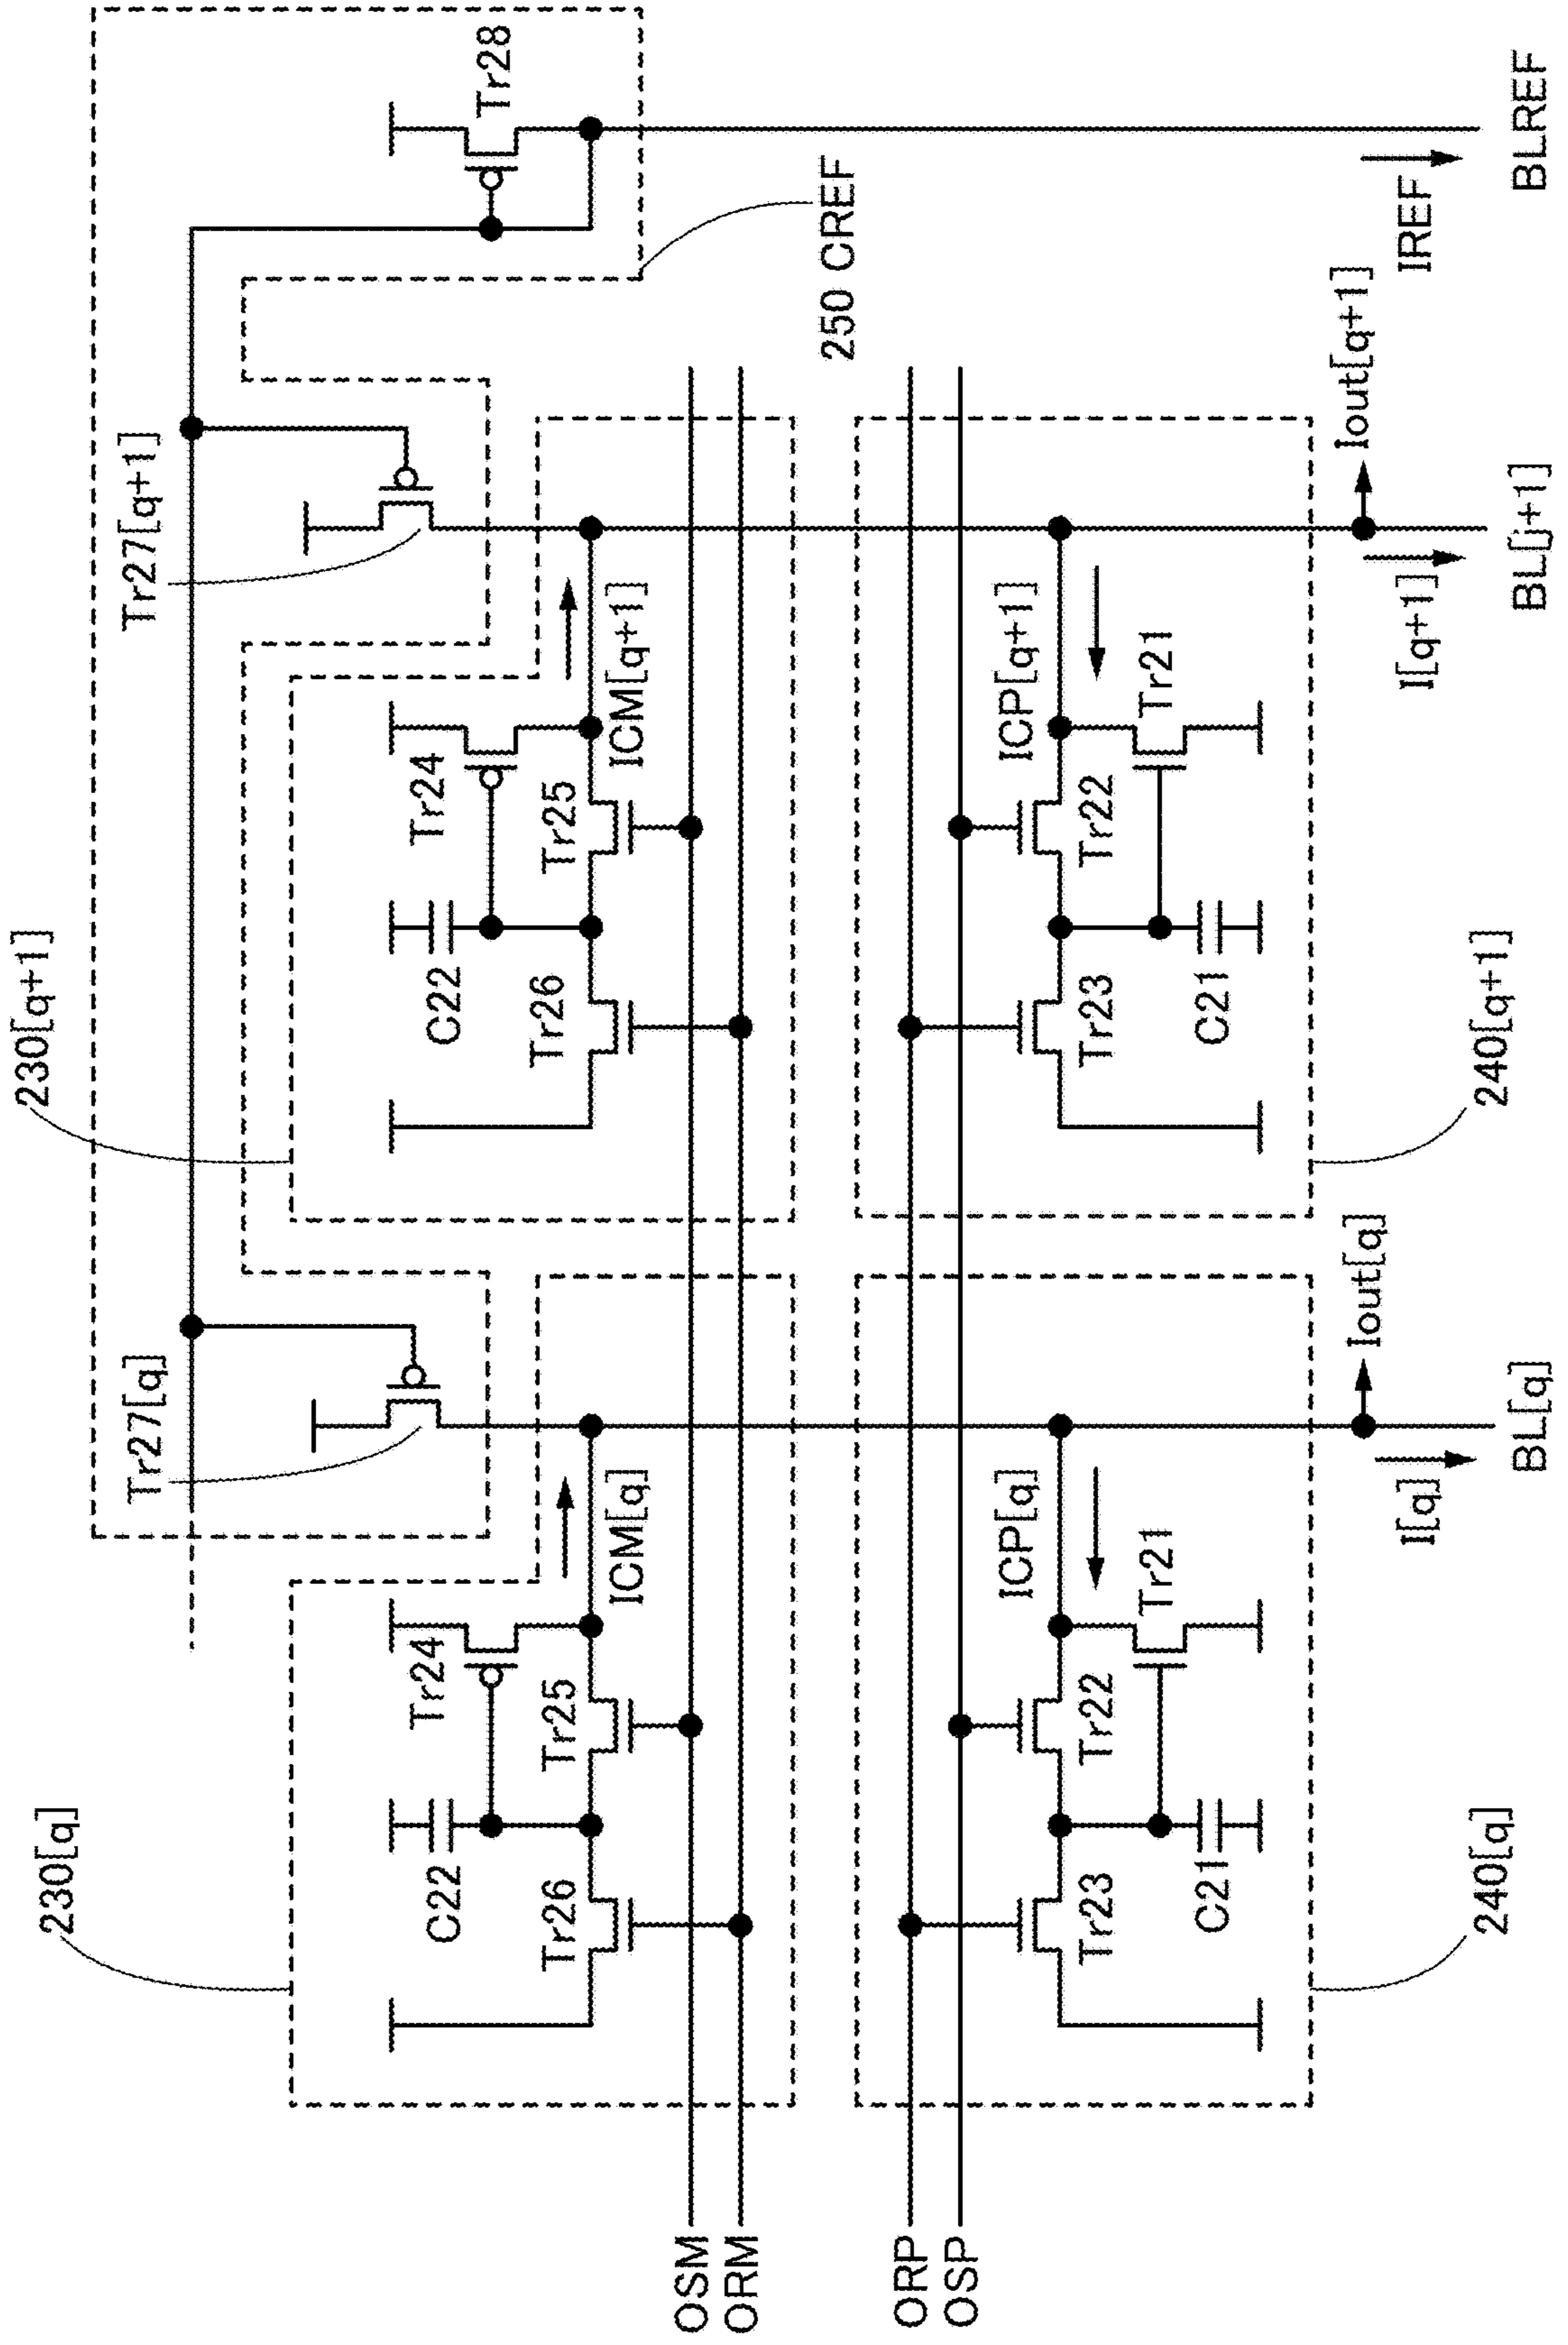 230[q]
230[q+1]
Tr27[q]
Tr27[q+1]
Tr28
Tr24
Tr24
C22
C22
Tr26
Tr25
Tr26
Tr25
ICM[q]
ICM[q+1]
OSM
ORM
250 CREF
ORP
OSP
ICP[q]
ICP[q+1]
Tr23
Tr22
Tr21
Tr23
Tr22
Tr21
C21
C21
Iout[q]
Iout[q+1]
I[q]
I[q+1]
IREF
240[q]
240[q+1]
BL[q]
BL[j+1]
BLREF